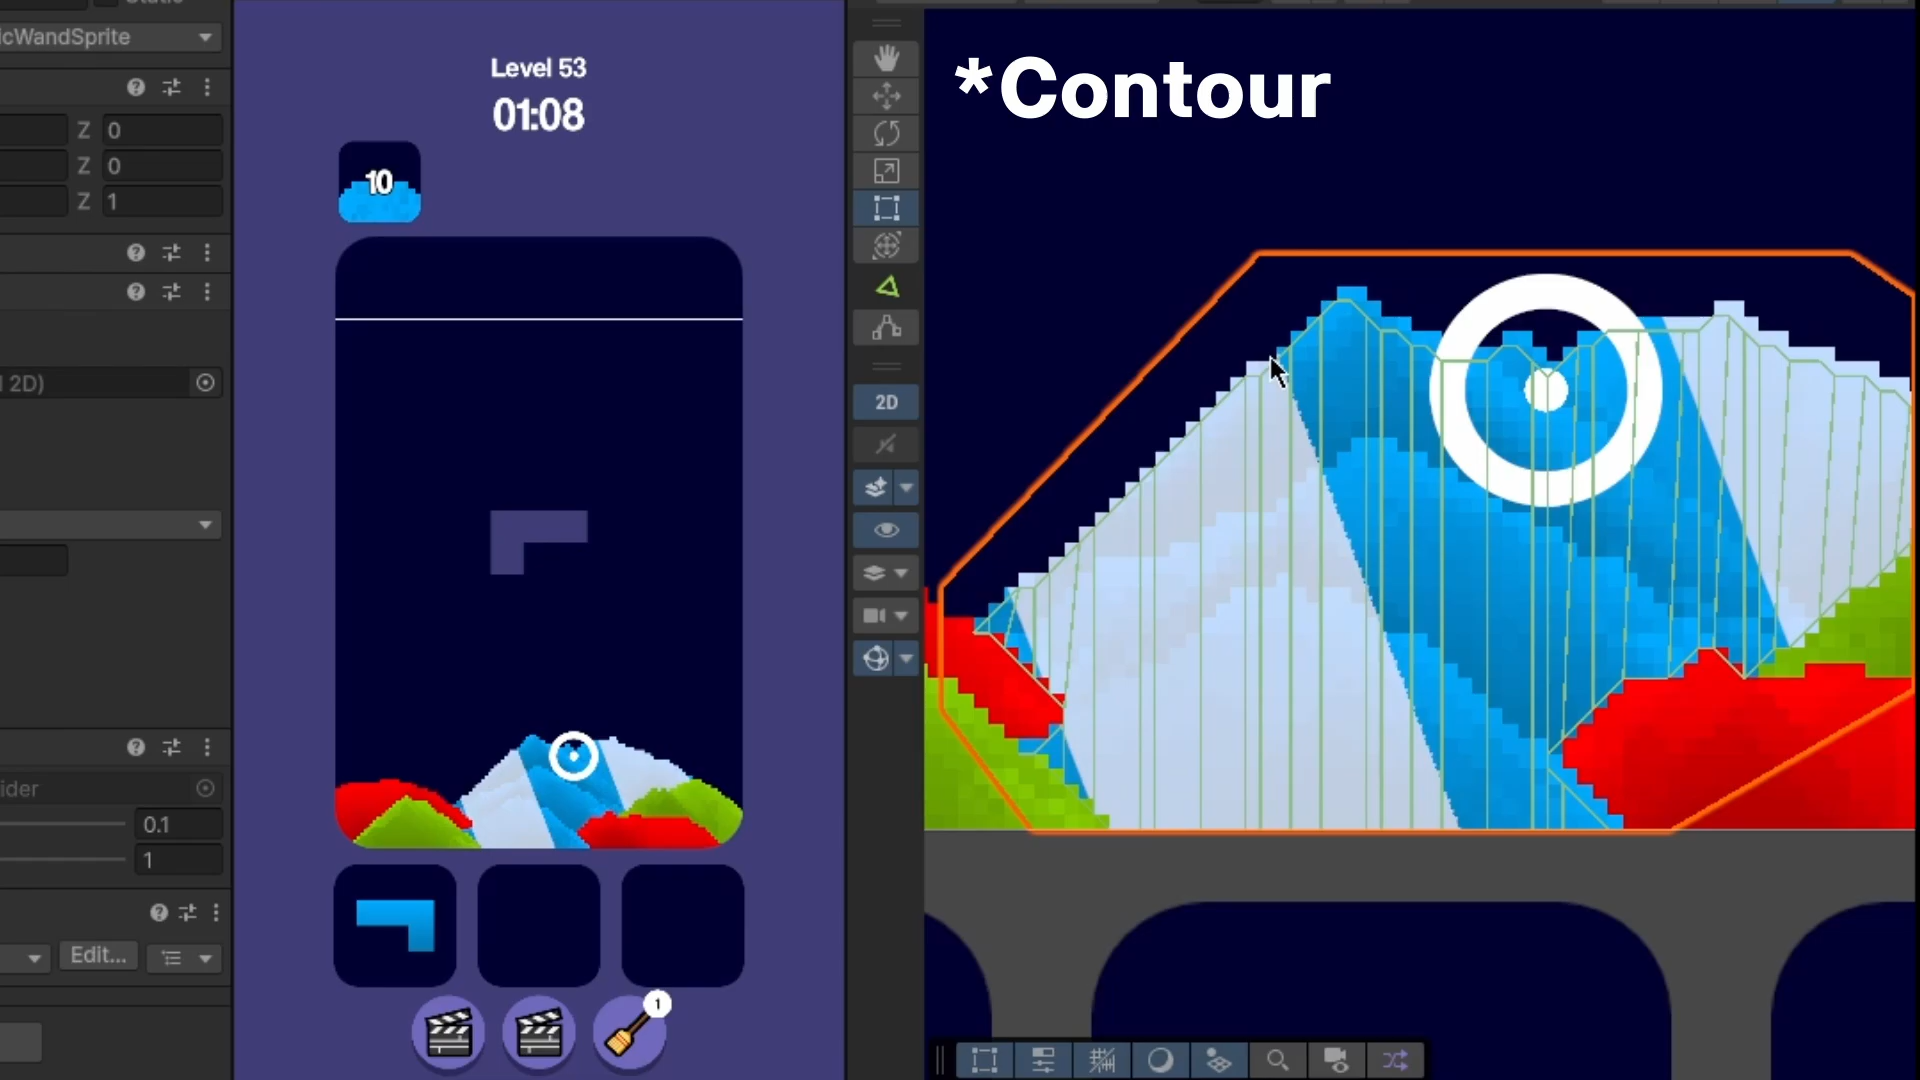 icWandSprite
Z 0
Z 0
Z 1
l 2D)
ider
0.1
1
Edit...
Level 53
01:08
10
1
2D
*Contour